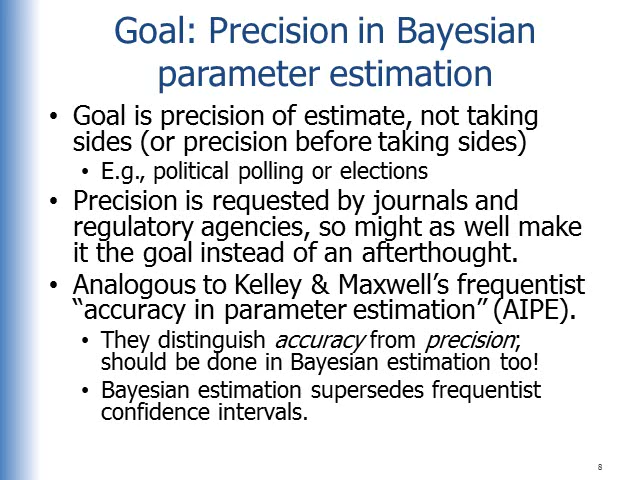 Goal: Precision in Bayesian
parameter estimation
• Goal is precision of estimate, not taking
sides (or precision before taking sides)
• E.g., political polling or elections
• Precision is requested by journals and
regulatory agencies, so might as well make
it the goal instead of an afterthought.
• Analogous to Kelley & Maxwell’s frequentist
“accuracy in parameter estimation” (AIPE).
• They distinguish accuracy from precision;
should be done in Bayesian estimation too!
• Bayesian estimation supersedes frequentist
confidence intervals.
8